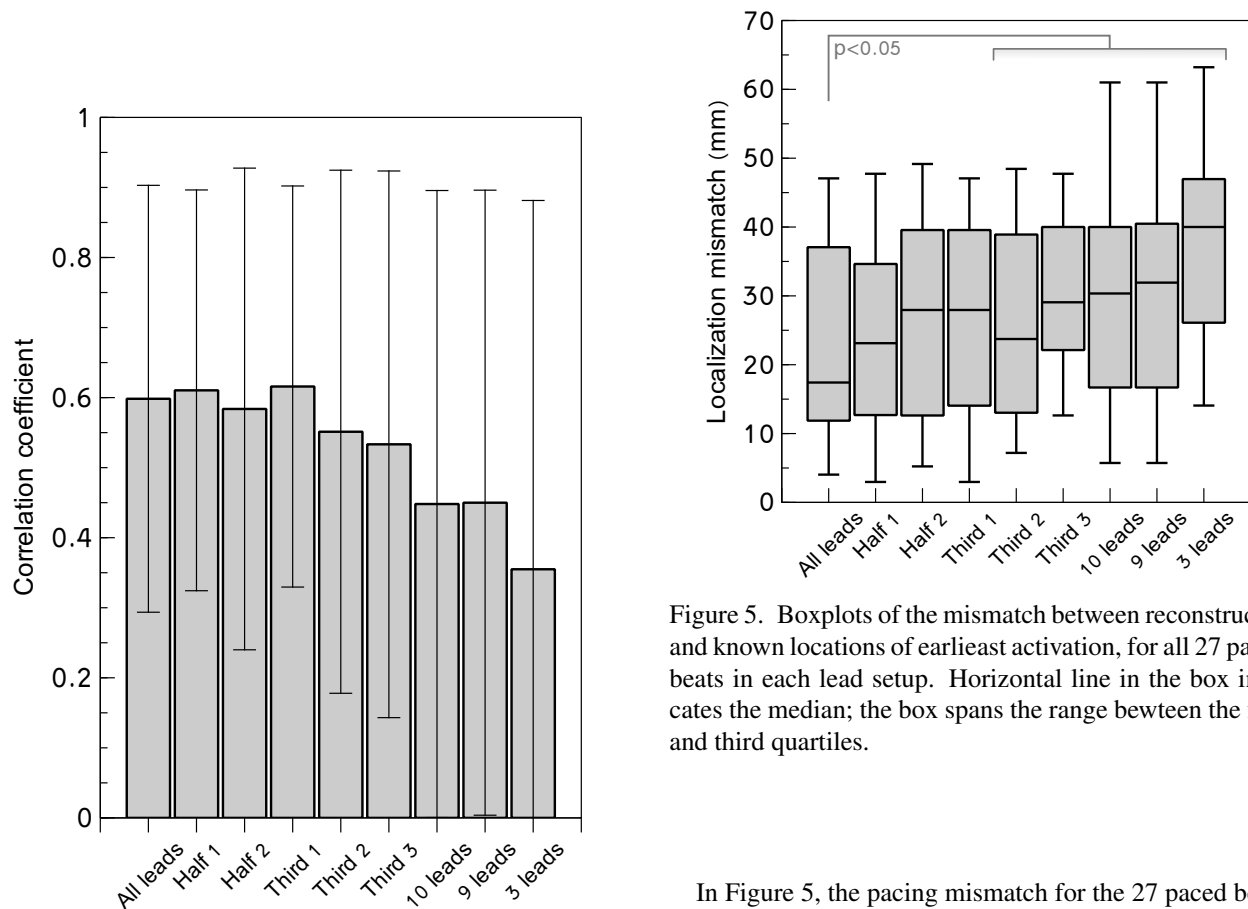 1
0.8
0.6
0.4
0.2
0
Correlation coefficient
All leads
Half 1
Half 2
Third 1
Third 2
Third 3
10 leads
9 leads
3 leads
70
60
50
40
30
20
10
0
Localization mismatch (mm)
p<0.05
All leads
Half 1
Half 2
Third 1
Third 2
Third 3
10 leads
9 leads
3 leads
Figure 5. Boxplots of the mismatch between
and known locations of earlieast activation, for all 27
beats in each lead setup. Horizontal line in the box
cates the median; the box spans the range bewteen the
and third quartiles.
In Figure 5, the pacing mismatch for the 27 paced